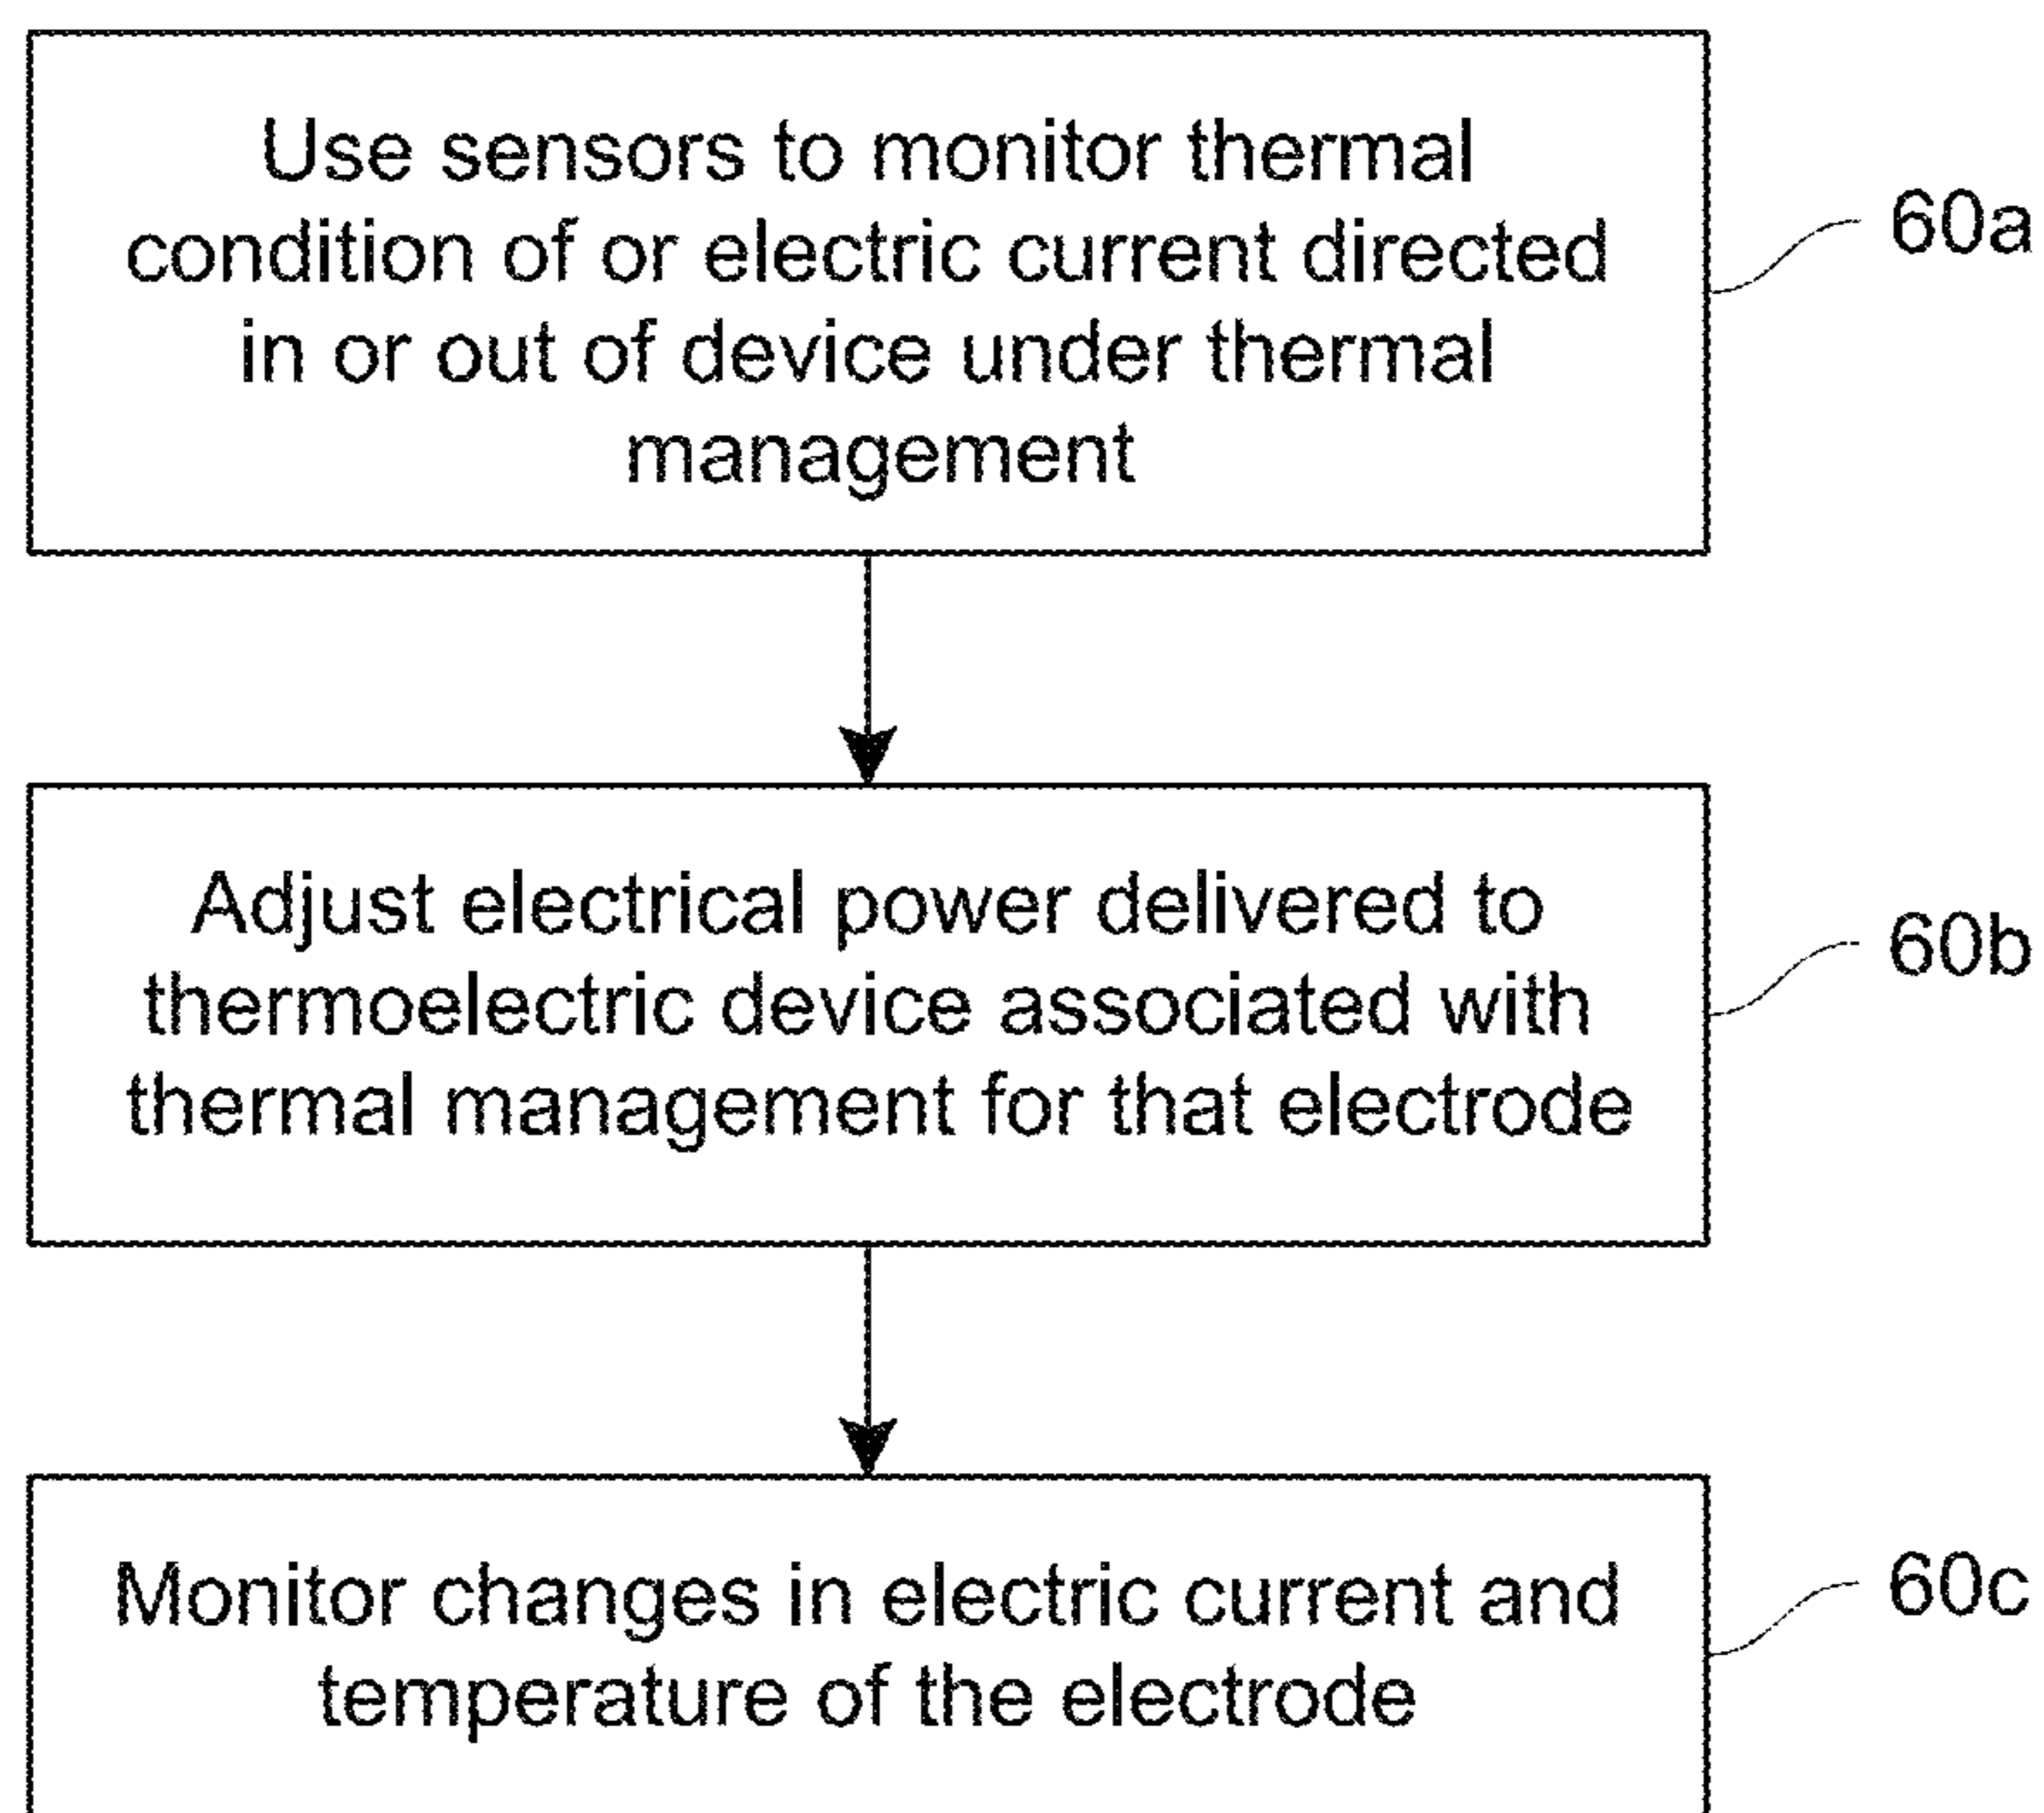 Use sensors to monitor thermal
condition of or electric current directed
in or out of device under thermal
management
60a
Adjust electrical power delivered to
thermoelectric device associated with
thermal management for that electrode
60b
Monitor changes in electric current and
temperature of the electrode
60c